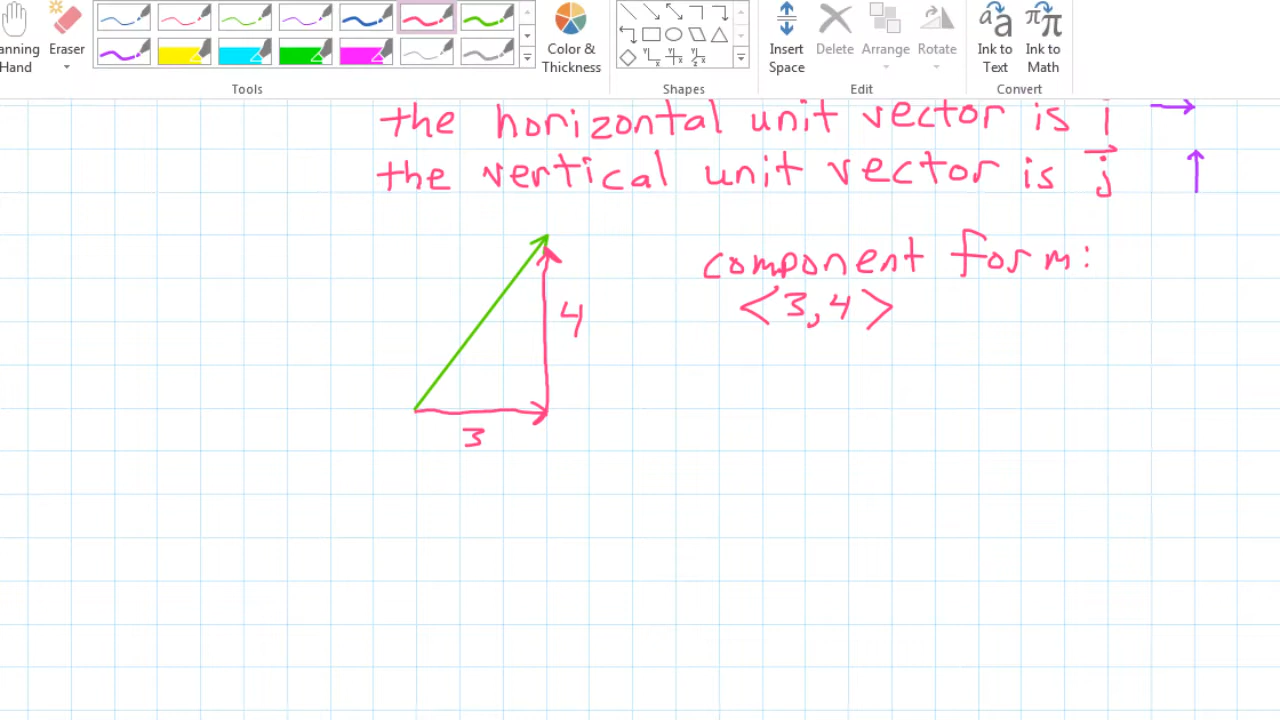 anning
Hand
Eraser
Color &
Thickness
Insert
Space
Delete
Arrange
Rotate
Ink to
Text
Ink to
Math
Tools
Shapes
Edit
Convert
the horizontal unit vector is i
the vertical unit vector is j
component form:
<3,4>
4
3